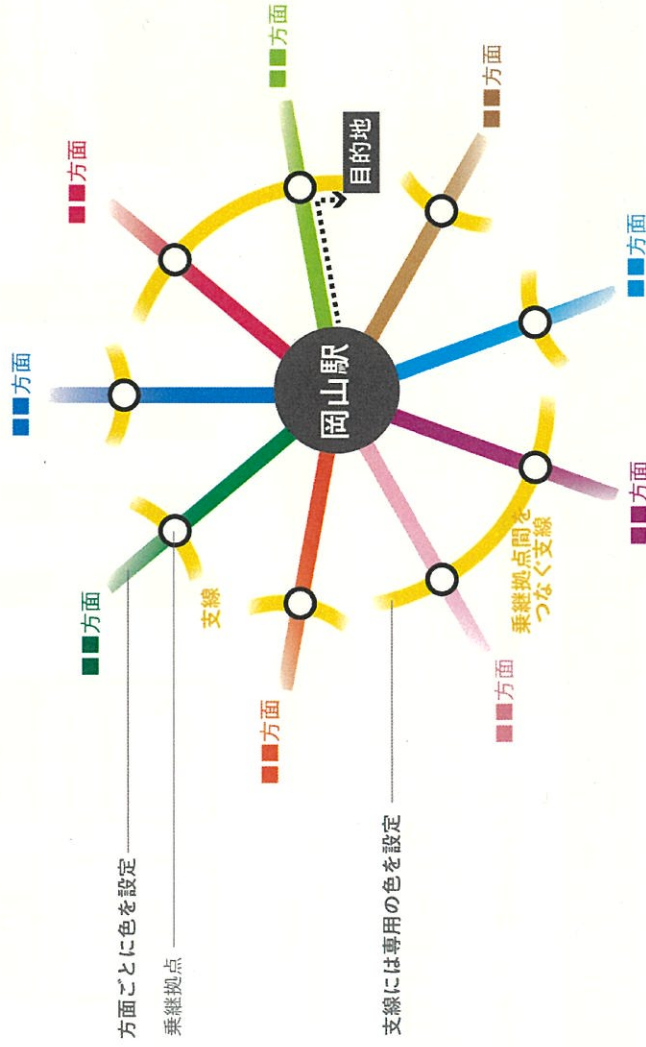 方面ごとに色を設定
乗継拠点
支線には専用の色を設定
■■方面
■■方面
■■方面
■■方面
■■方面
■■方面
■■方面
■■方面
■■方面
支線
岡山駅
目的地
乗継拠点間を
つなぐ支線